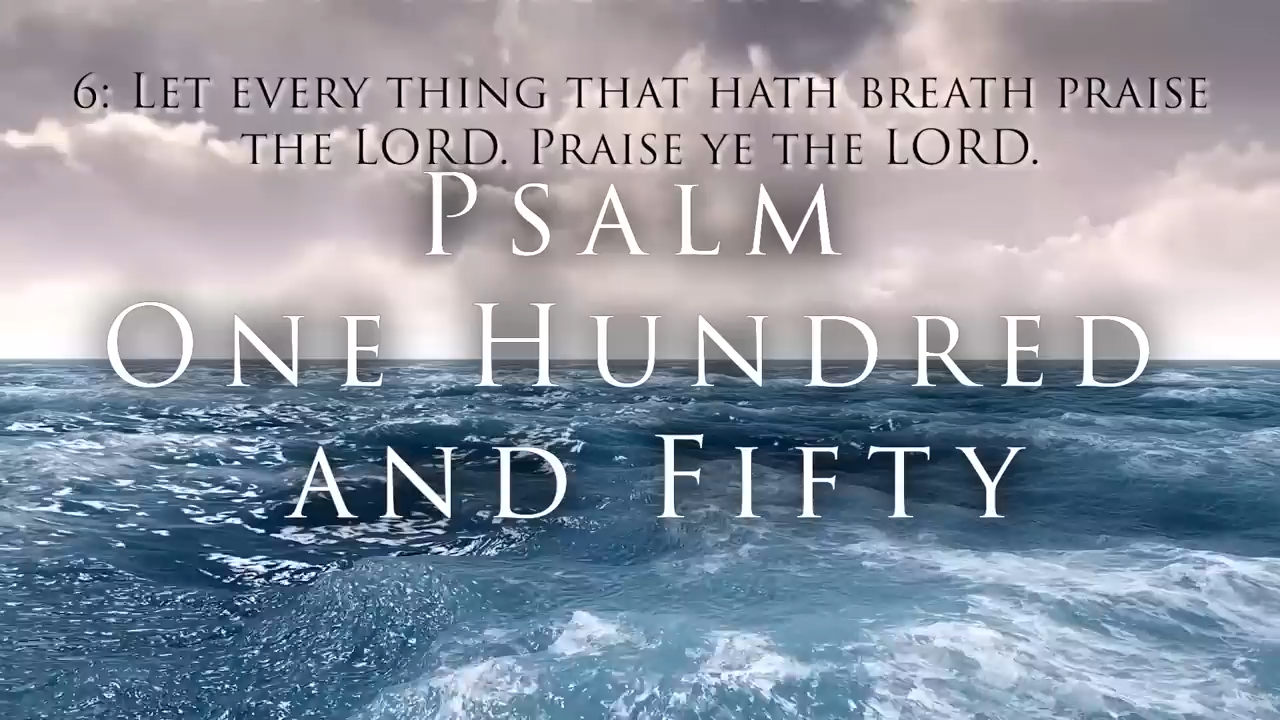 6: Let every thing that hath breath praise
the LORD. Praise ye the LORD.
Psalm
One Hundred
and Fifty